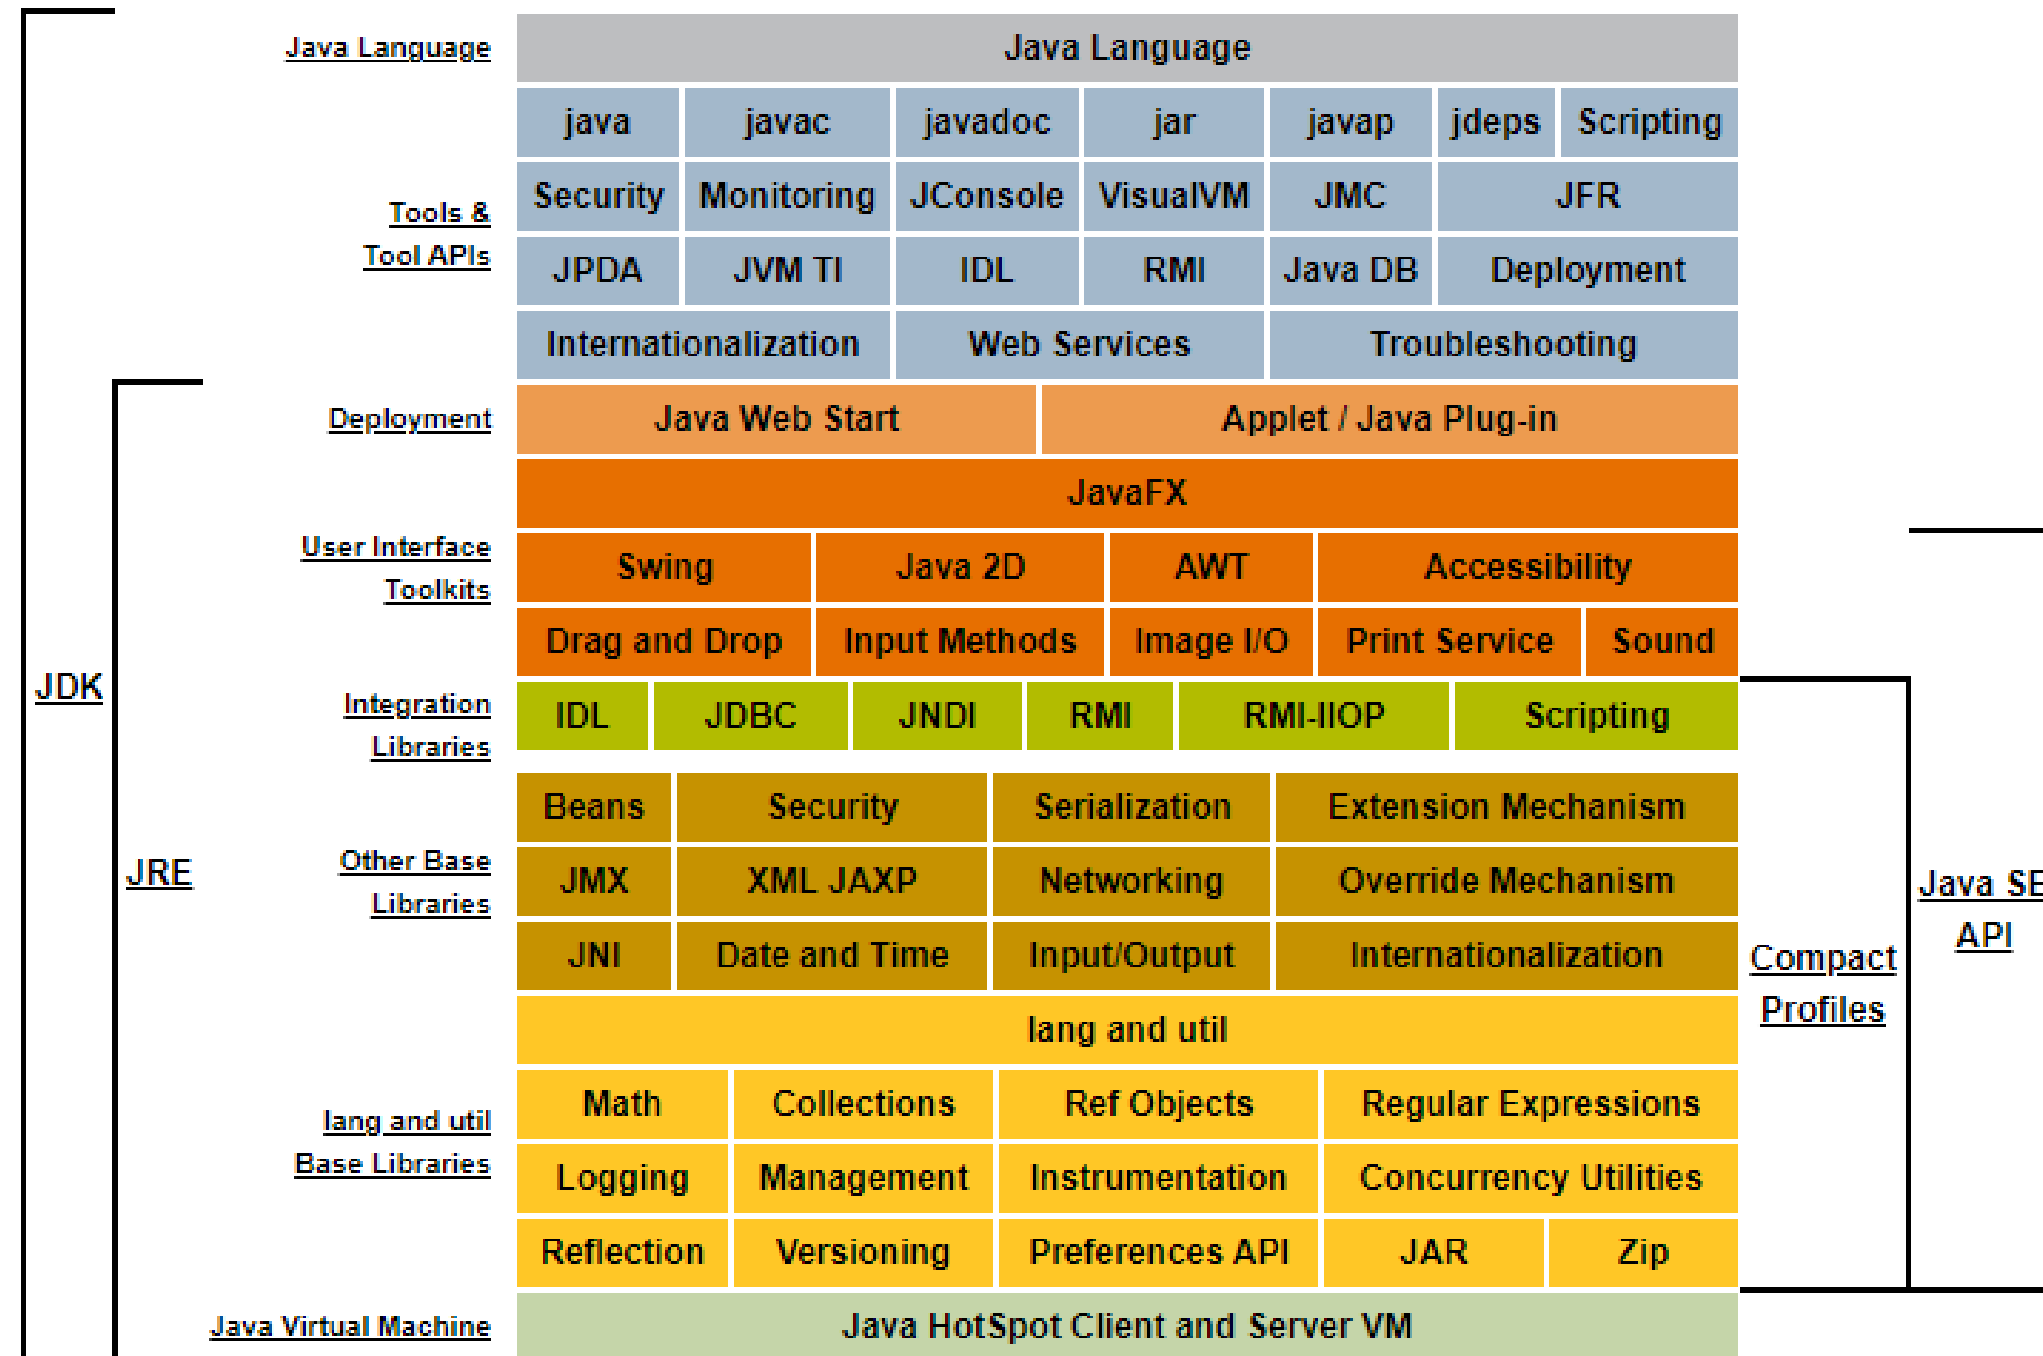 Java Language Java Language
java javac javadoc jar javap jdeps Scripting
Security Monitoring JConsole VisualVM JMC JFR
Tools &
Tool APIs
JPDA JVM TI IDL RMI Java DB Deployment
Internationalization Web Services Troubleshooting
Deployment Java Web Start Applet / Java Plug-in
JavaFX
User Interface
Toolkits
Swing Java 2D AWT Accessibility
Drag and Drop Input Methods Image I/O Print Service Sound
JDK
Integration
Libraries
IDL JDBC JNDI RMI RMI-IIOP Scripting
Beans Security Serialization Extension Mechanism
JRE
Other Base
Libraries
JMX XML JAXP Networking Override Mechanism
Java SE
API
JNI Date and Time Input/Output Internationalization
Compact
Profiles
lang and util
lang and util
Base Libraries
Math Collections Ref Objects Regular Expressions
Logging Management Instrumentation Concurrency Utilities
Reflection Versioning Preferences API JAR Zip
Java Virtual Machine Java HotSpot Client and Server VM